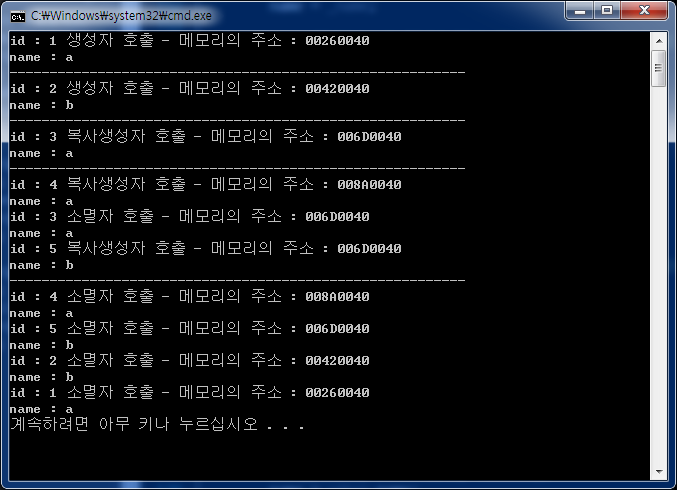 C:\Windows\system32\cmd.exe
id : 1 생성자 호출 - 메모리의 주소 : 00260040
name : a
---------------------------------------------------------
id : 2 생성자 호출 - 메모리의 주소 : 00420040
name : b
---------------------------------------------------------
id : 3 복사생성자 호출 - 메모리의 주소 : 006D0040
name : a
---------------------------------------------------------
id : 4 복사생성자 호출 - 메모리의 주소 : 008A0040
name : a
id : 3 소멸자 호출 - 메모리의 주소 : 006D0040
name : a
id : 5 복사생성자 호출 - 메모리의 주소 : 006D0040
name : b
---------------------------------------------------------
id : 4 소멸자 호출 - 메모리의 주소 : 008A0040
name : a
id : 5 소멸자 호출 - 메모리의 주소 : 006D0040
name : b
id : 2 소멸자 호출 - 메모리의 주소 : 00420040
name : b
id : 1 소멸자 호출 - 메모리의 주소 : 00260040
name : a
계속하려면 아무 키나 누르십시오 . . .